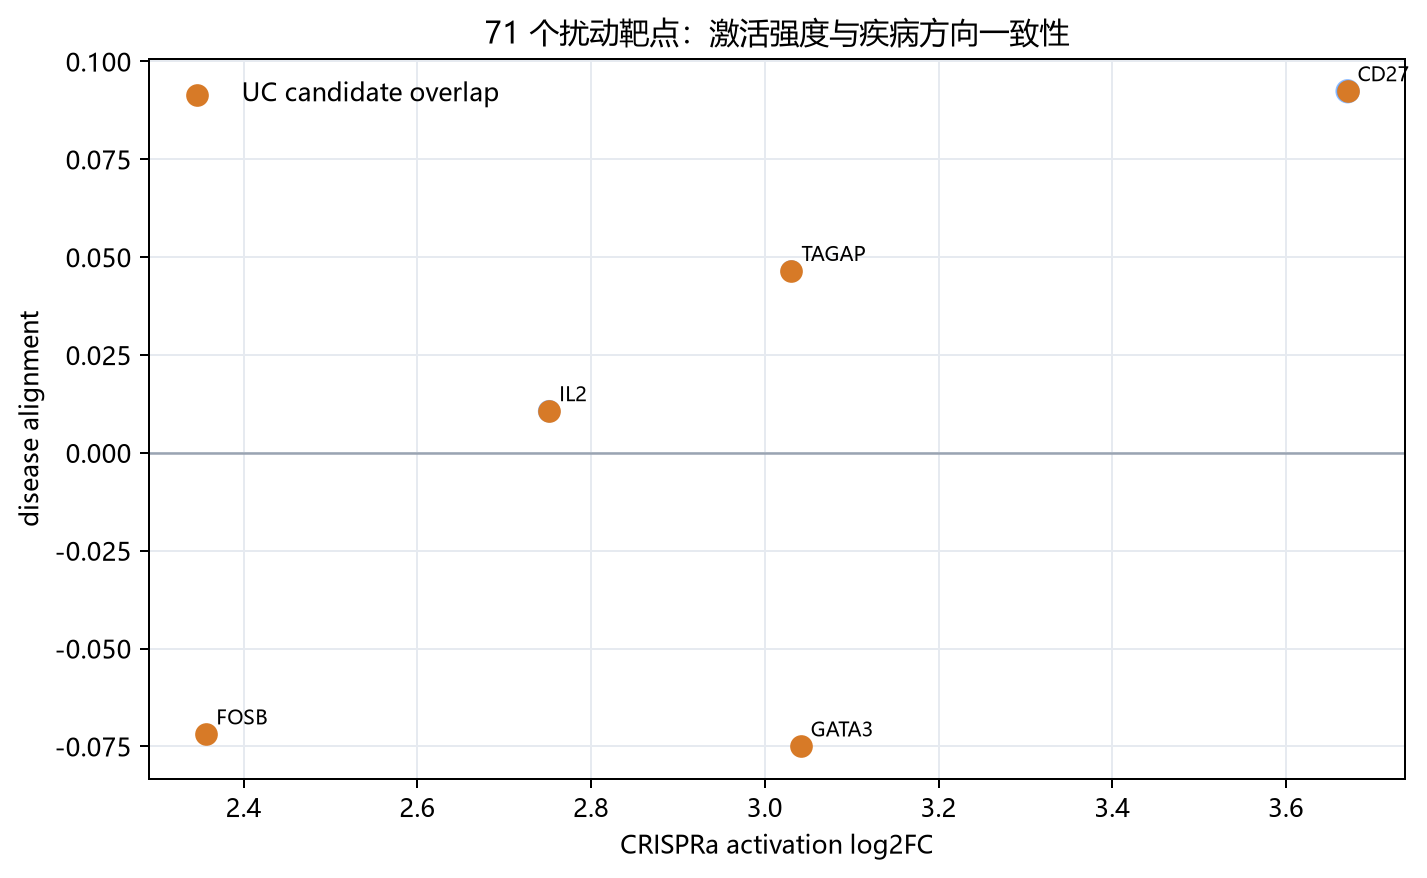 71 个扰动靶点：激活强度与疾病方向一致性
UC candidate overlap
CD27
TAGAP
IL2
FOSB
GATA3
disease alignment
0.100
0.075
0.050
0.025
0.000
-0.025
-0.050
-0.075
2.4 2.6 2.8 3.0 3.2 3.4 3.6
CRISPRa activation log2FC